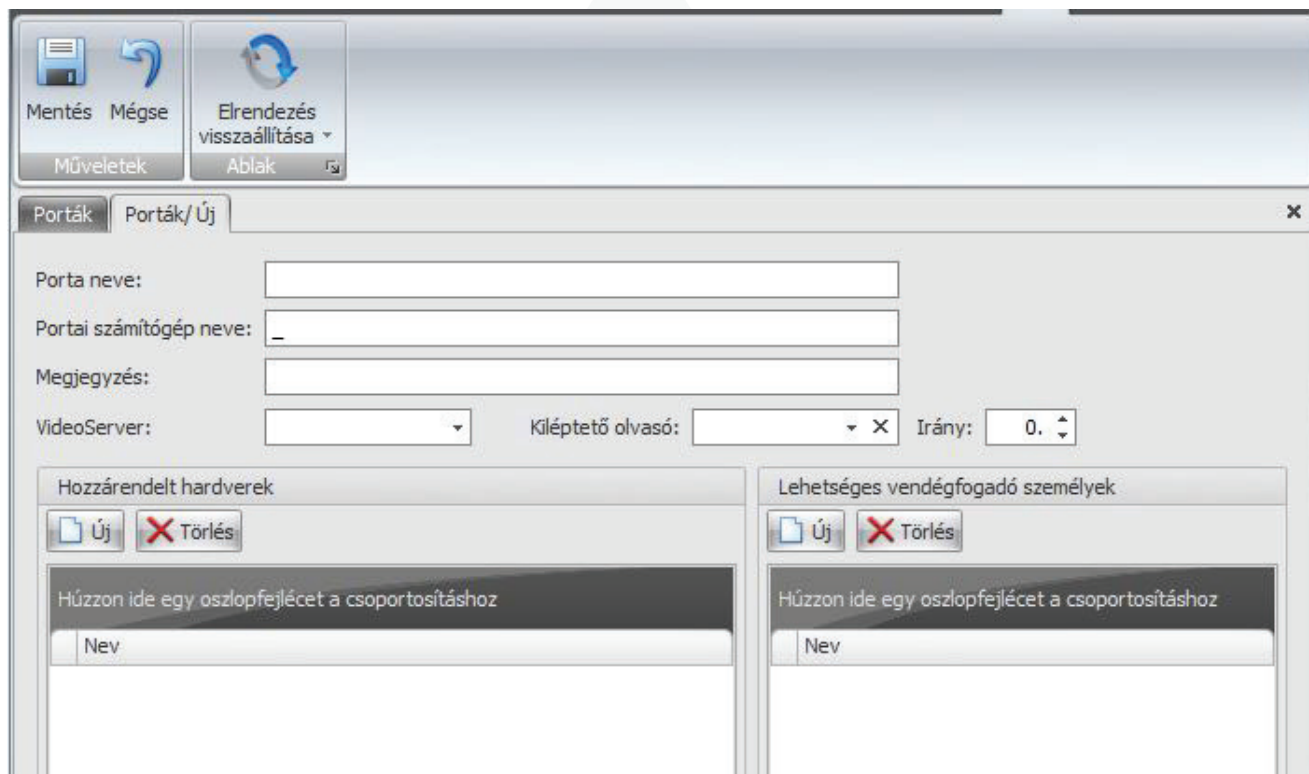 Mentés Mégse
Elrendezés
visszaállítása
Műveletek
Ablak
Porták Porták/ Új
Porta neve:
Portai számítógép neve: _
Megjegyzés:
VideoServer: Kiléptető olvasó: Irány: 0.
Hozzárendelt hardverek
Új Törlés
Húzzon ide egy oszlopfejlécet a csoportosításhoz
Nev
Lehetséges vendégfogadó személyek
Új Törlés
Húzzon ide egy oszlopfejlécet a csoportosításhoz
Nev